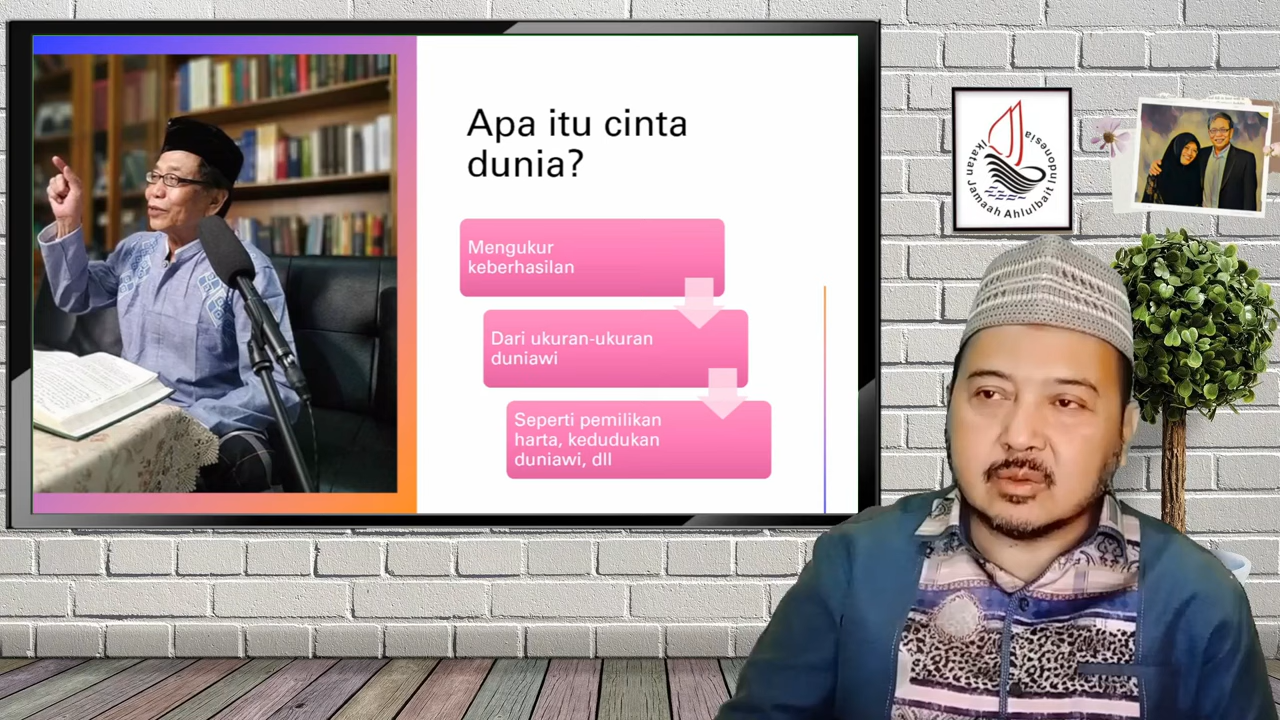 Apa itu cinta
dunia?
Mengukur
keberhasilan
Dari ukuran-ukuran
duniawi
Seperti pemilikan
harta, kedudukan
duniawi, dll
Ikatan Jamaah Ahlulbait Indonesia